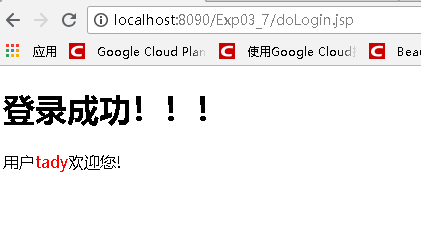 localhost:8090/Exp03_7/doLogin.jsp
应用 Google Cloud Plan 使用Google Cloud Beau
登录成功！！！
用户tady欢迎您!